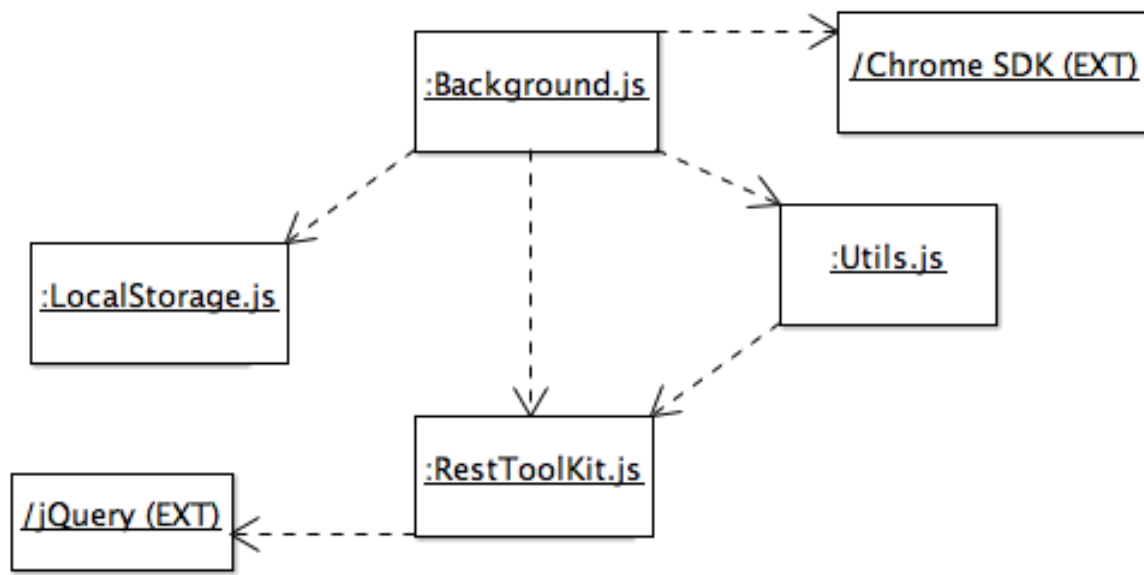 /Chrome SDK (EXT)
:Background.js
:Utils.js
:LocalStorage.js
:RestToolKit.js
/jQuery (EXT)